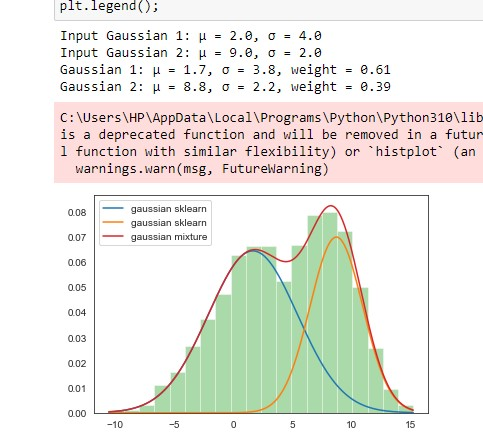 plt.legend();
Input Gaussian 1: μ = 2.0, σ = 4.0
Input Gaussian 2: μ = 9.0, σ = 2.0
Gaussian 1: μ = 1.7, σ = 3.8, weight = 0.61
Gaussian 2: μ = 8.8, σ = 2.2, weight = 0.39
C:\Users\HP\AppData\Local\Programs\Python\Python310\lib
is a deprecated function and will be removed in a futur
l function with similar flexibility) or `histplot` (an
warnings.warn(msg, FutureWarning)
gaussian sklearn
gaussian sklearn
gaussian mixture
0.08
0.07
0.06
0.05
0.04
0.03
0.02
0.01
0.00
−10 −5 0 5 10 15